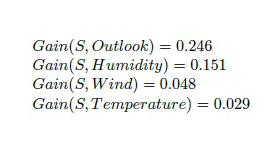 Gain(S, Outlook) = 0.246
Gain(S, Humidity) = 0.151
Gain(S, Wind) = 0.048
Gain(S, Temperature) = 0.029